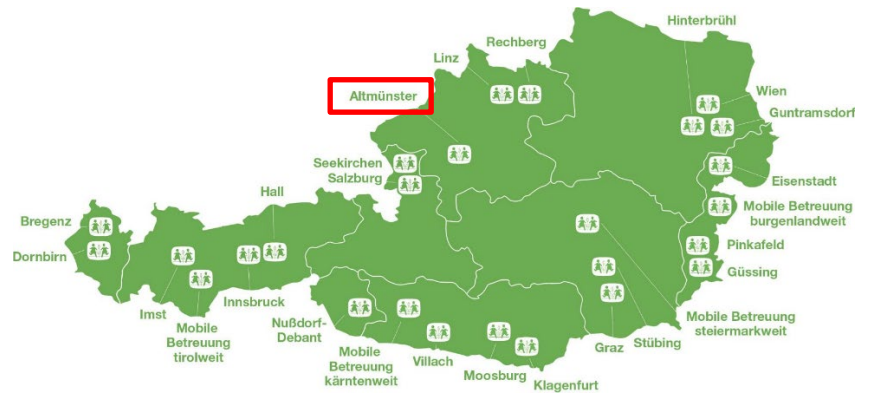 Hinterbrühl
Rechberg
Linz
Altmünster
Wien
Guntramsdorf
Seekirchen
Salzburg
Eisenstadt
Hall
Mobile Betreuung
burgenlandweit
Bregenz
Dornbirn
Pinkafeld
Güssing
Imst
Innsbruck
Mobile
Betreuung
tirolweit
Nußdorf-
Debant
Mobile
Betreuung
kärntenweit
Villach
Moosburg
Klagenfurt
Graz
Stübing
Mobile Betreuung
steiermarkweit